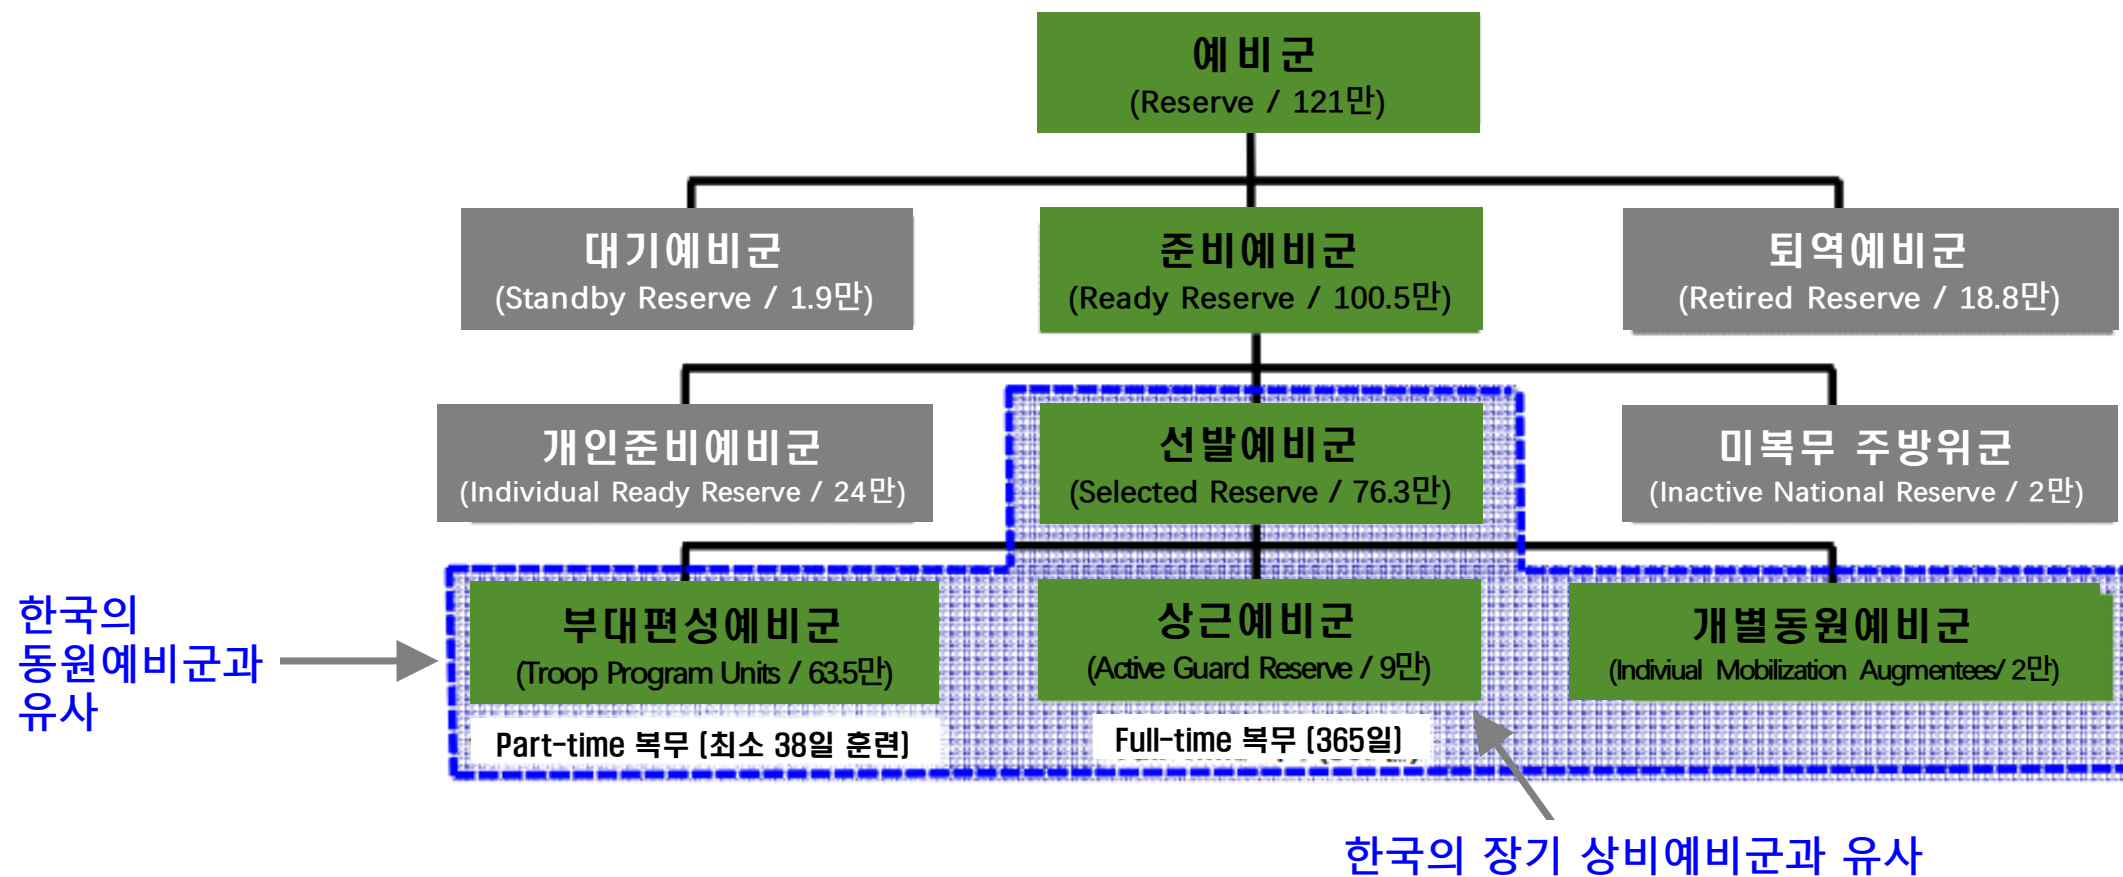 예비군
(Reserve / 121만)
대기예비군
(Standby Reserve / 1.9만)
준비예비군
(Ready Reserve / 100.5만)
퇴역예비군
(Retired Reserve / 18.8만)
개인준비예비군
(Individual Ready Reserve / 24만)
선발예비군
(Selected Reserve / 76.3만)
미복무 주방위군
(Inactive National Reserve / 2만)
한국의
동원예비군과
유사
부대편성예비군
(Troop Program Units / 63.5만)
Part-time 복무 (최소 38일 훈련)
상근예비군
(Active Guard Reserve / 9만)
Full-time 복무 (365일)
개별동원예비군
(Indiviual Mobilization Augmentees/ 2만)
한국의 장기 상비예비군과 유사